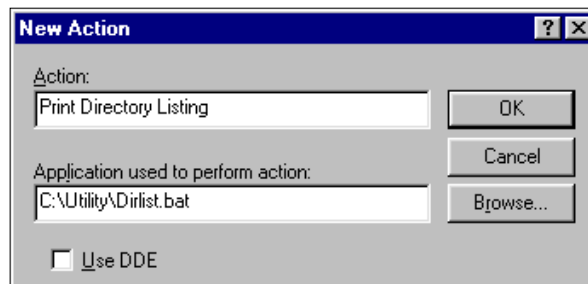 New Action
Action:
Print Directory Listing
OK
Cancel
Application used to perform action:
C:\Utility\Dirlist.bat
Browse...
Use DDE